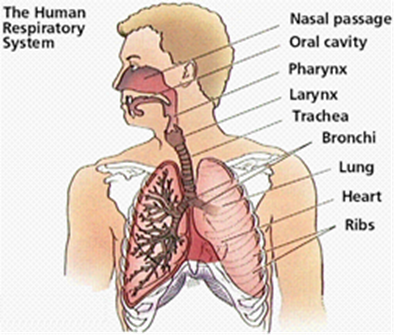 The Human
Respiratory
System
Nasal passage
Oral cavity
Pharynx
Larynx
Trachea
Bronchi
Lung
Heart
Ribs